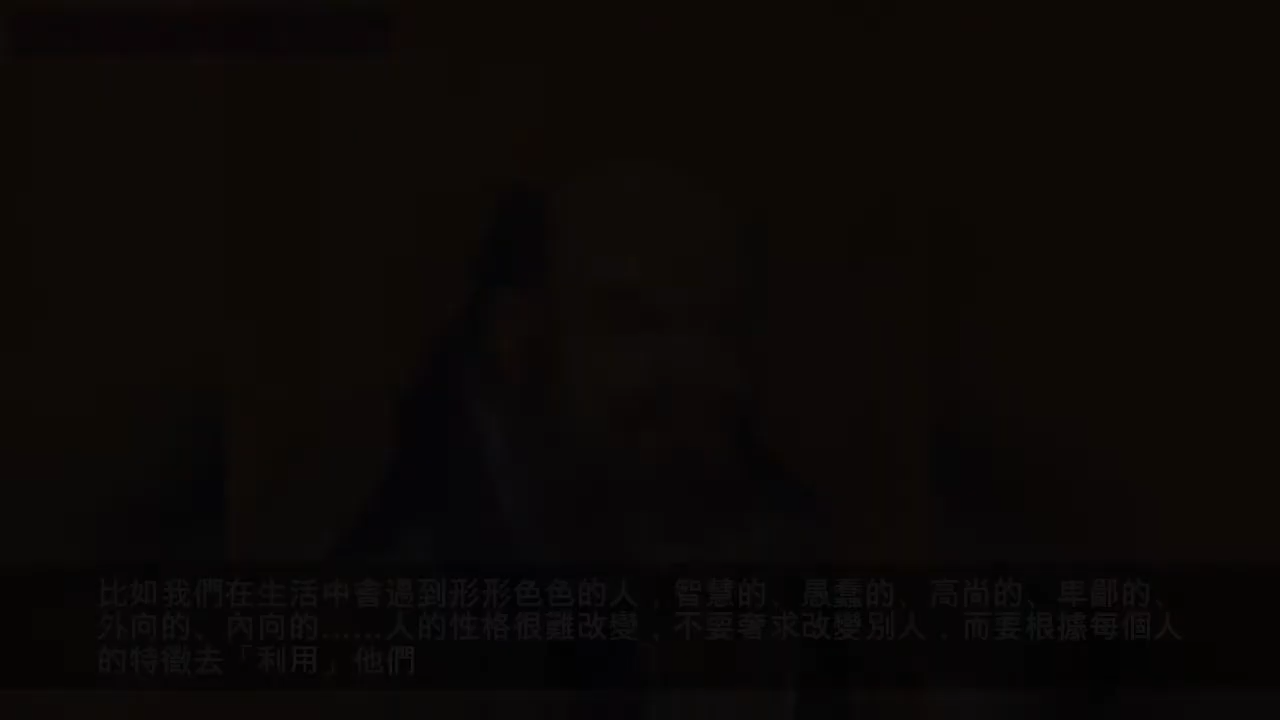 比如我們在生活中會遇到形形色色的人，智慧的、愚蠢的、高尚的、卑鄙的、
外向的、內向的……人的性格很難改變，不要奢求改變別人，而要根據每個人
的特徵去「利用」他們